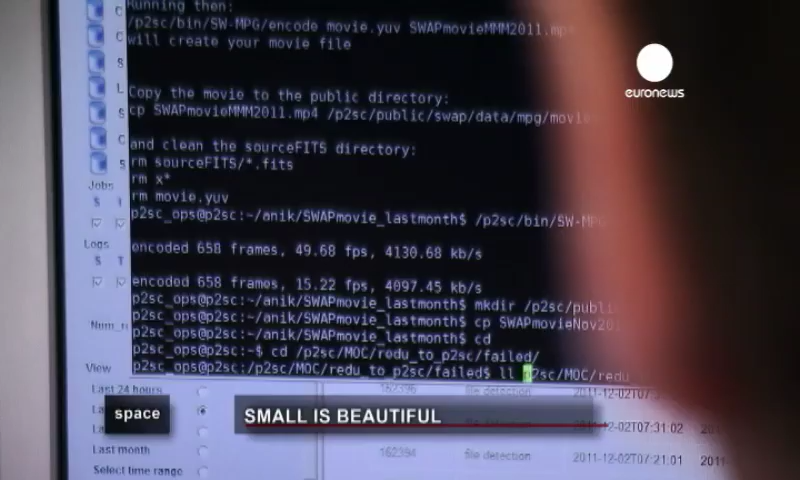 Running then:
/p2sc/bin/SW-MPG/encode movie.yuv SWAPmovieMMM2011.mp4
will create your movie file
Copy the movie to the public directory:
cp SWAPmovieMMM2011.mp4 /p2sc/public/swap/data/mpg/movie
and clean the sourceFITS directory:
rm sourceFITS/*.fits
rm x*
rm movie.yuv
p2sc_ops@p2sc:~/anik/SWAPmovie_lastmonth$ /p2sc/bin/SW-MPG
encoded 658 frames, 49.68 fps, 4130.68 kb/s
encoded 658 frames, 15.22 fps, 4097.45 kb/s
p2sc_ops@p2sc:~/anik/SWAPmovie_lastmonth$ mkdir /p2sc/publi
p2sc_ops@p2sc:~/anik/SWAPmovie_lastmonth$ cp SWAPmovieNov20
p2sc_ops@p2sc:~/anik/SWAPmovie_lastmonth$ cd
p2sc_ops@p2sc:~$ cd /p2sc/MOC/redu_to_p2sc/failed/
p2sc_ops@p2sc:/p2sc/MOC/redu_to_p2sc/failed$ ll p2sc/MOC/redu
euronews
Jobs
S T
Logs
S T
View
Last 24 hours
file detection 2011-12-02T07:3
2011-12-02T07:31:02
Last month
162394 file detection 2011-12-02T07:21:01 2011
Select time range
space
SMALL IS BEAUTIFUL